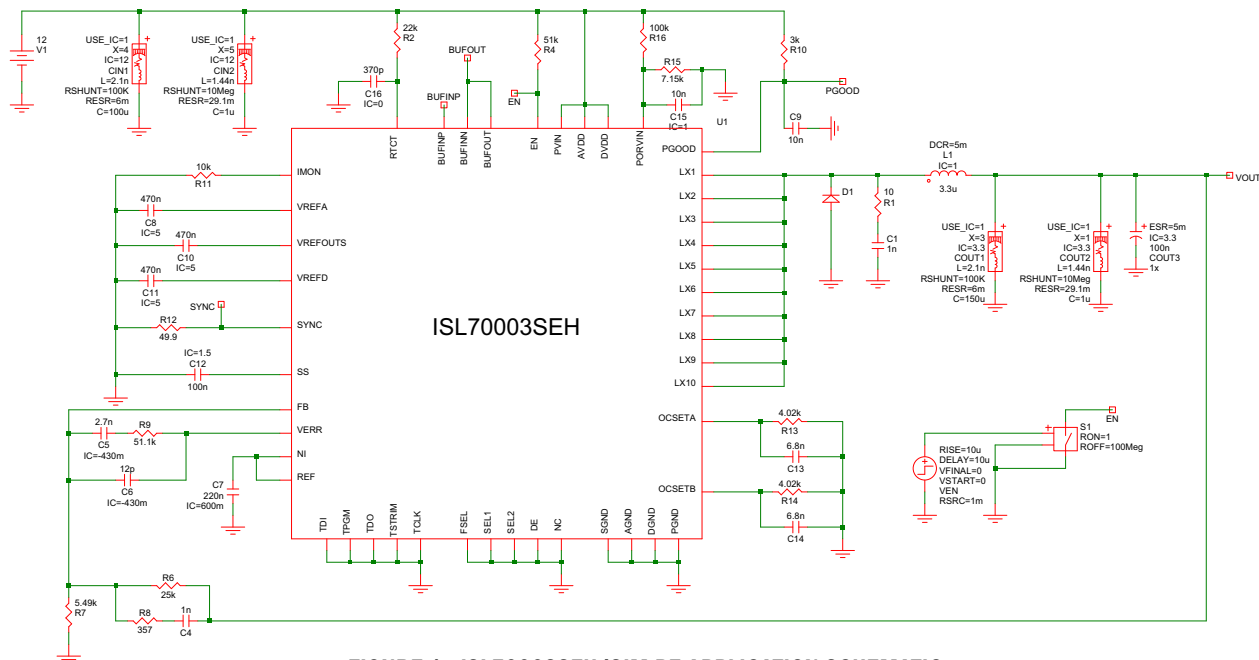 12
V1
USE_IC=1
X=4
IC=12
CIN1
L=2.1n
RSHUNT=100K
RESR=6m
C=100u
USE_IC=1
X=5
IC=12
CIN2
L=1.44n
RSHUNT=10Meg
RESR=29.1m
C=1u
22k
R2
370p
C16
IC=0
BUFOUT
BUFINP
51k
R4
EN
100k
R16
R15
7.15k
10n
C15
IC=1
3k
R10
PGOOD
C9
10n
U1
RTCT
BUFINP
BUFINN
BUFOUT
EN
PVIN
AVDD
DVDD
PORVIN
PGOOD
LX1
LX2
LX3
LX4
LX5
LX6
LX7
LX8
LX9
LX10
OCSETA
OCSETB
IMON
VREFA
VREFOUTS
VREFD
SYNC
SS
FB
VERR
NI
REF
ISL70003SEH
TDI
TPGM
TDO
TSTRIM
TCLK
FSEL
SEL1
SEL2
DE
NC
SGND
AGND
DGND
PGND
10k
R11
470n
C8
IC=5
470n
C10
IC=5
470n
C11
IC=5
SYNC
R12
49.9
IC=1.5
C12
100n
2.7n
C5
IC=-430m
R9
51.1k
12p
C6
IC=-430m
C7
220n
IC=600m
5.49k
R7
R6
25k
R8
357
1n
C4
D1
10
R1
C1
1n
DCR=5m
L1
IC=1
3.3u
VOUT
USE_IC=1
X=3
IC=3.3
COUT1
L=2.1n
RSHUNT=100K
RESR=6m
C=150u
USE_IC=1
X=1
IC=3.3
COUT2
L=1.44n
RSHUNT=10Meg
RESR=29.1m
C=1u
ESR=5m
IC=3.3
100n
COUT3
1x
4.02k
R13
6.8n
C13
4.02k
R14
6.8n
C14
RISE=10u
DELAY=10u
VFINAL=0
VSTART=0
VEN
RSRC=1m
EN
S1
RON=1
ROFF=100Meg